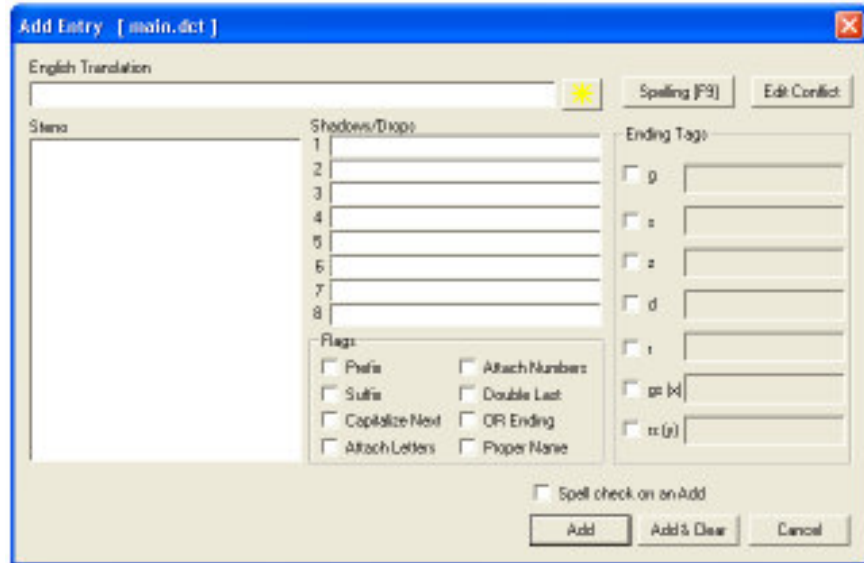 Add Entry [ main.dct ]
English Translation
Spelling [F9]
Edit Conflict
Steno
Shadows/Drops
1
2
3
4
5
6
7
8
Ending Tags
g
s
z
d
r
gs (x)
rs (y)
Flags
Prefix
Attach Numbers
Suffix
Double Last
Capitalize Next
OR Ending
Attach Letters
Proper Name
Spell check on an Add
Add
Add & Clear
Cancel